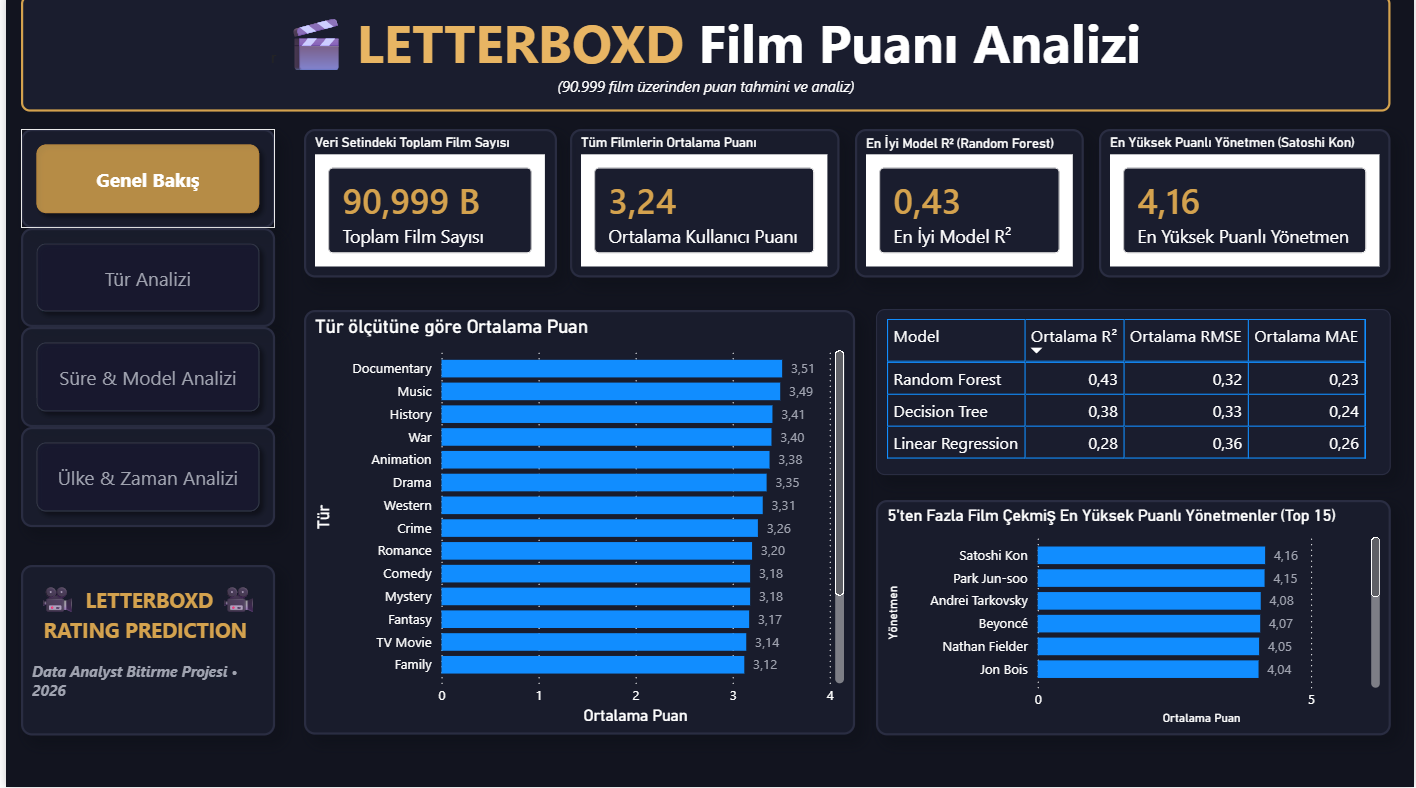 LETTERBOXD Film Puanı Analizi
(90.999 film üzerinden puan tahmini ve analiz)
Genel Bakış
Tür Analizi
Süre & Model Analizi
Ülke & Zaman Analizi
LETTERBOXD
RATING PREDICTION
Data Analyst Bitirme Projesi •
2026
Veri Setindeki Toplam Film Sayısı
90,999 B
Toplam Film Sayısı
Tüm Filmlerin Ortalama Puanı
3,24
Ortalama Kullanıcı Puanı
En İyi Model R² (Random Forest)
0,43
En İyi Model R²
En Yüksek Puanlı Yönetmen (Satoshi Kon)
4,16
En Yüksek Puanlı Yönetmen
Tür ölçütüne göre Ortalama Puan
Tür
Documentary 3,51
Music 3,49
History 3,41
War 3,40
Animation 3,38
Drama 3,35
Western 3,31
Crime 3,26
Romance 3,20
Comedy 3,18
Mystery 3,18
Fantasy 3,17
TV Movie 3,14
Family 3,12
0 1 2 3 4
Ortalama Puan
Model Ortalama R² Ortalama RMSE Ortalama MAE
Random Forest 0,43 0,32 0,23
Decision Tree 0,38 0,33 0,24
Linear Regression 0,28 0,36 0,26
5'ten Fazla Film Çekmiş En Yüksek Puanlı Yönetmenler (Top 15)
Yönetmen
Satoshi Kon 4,16
Park Jun-soo 4,15
Andrei Tarkovsky 4,08
Beyoncé 4,07
Nathan Fielder 4,05
Jon Bois 4,04
0 5
Ortalama Puan